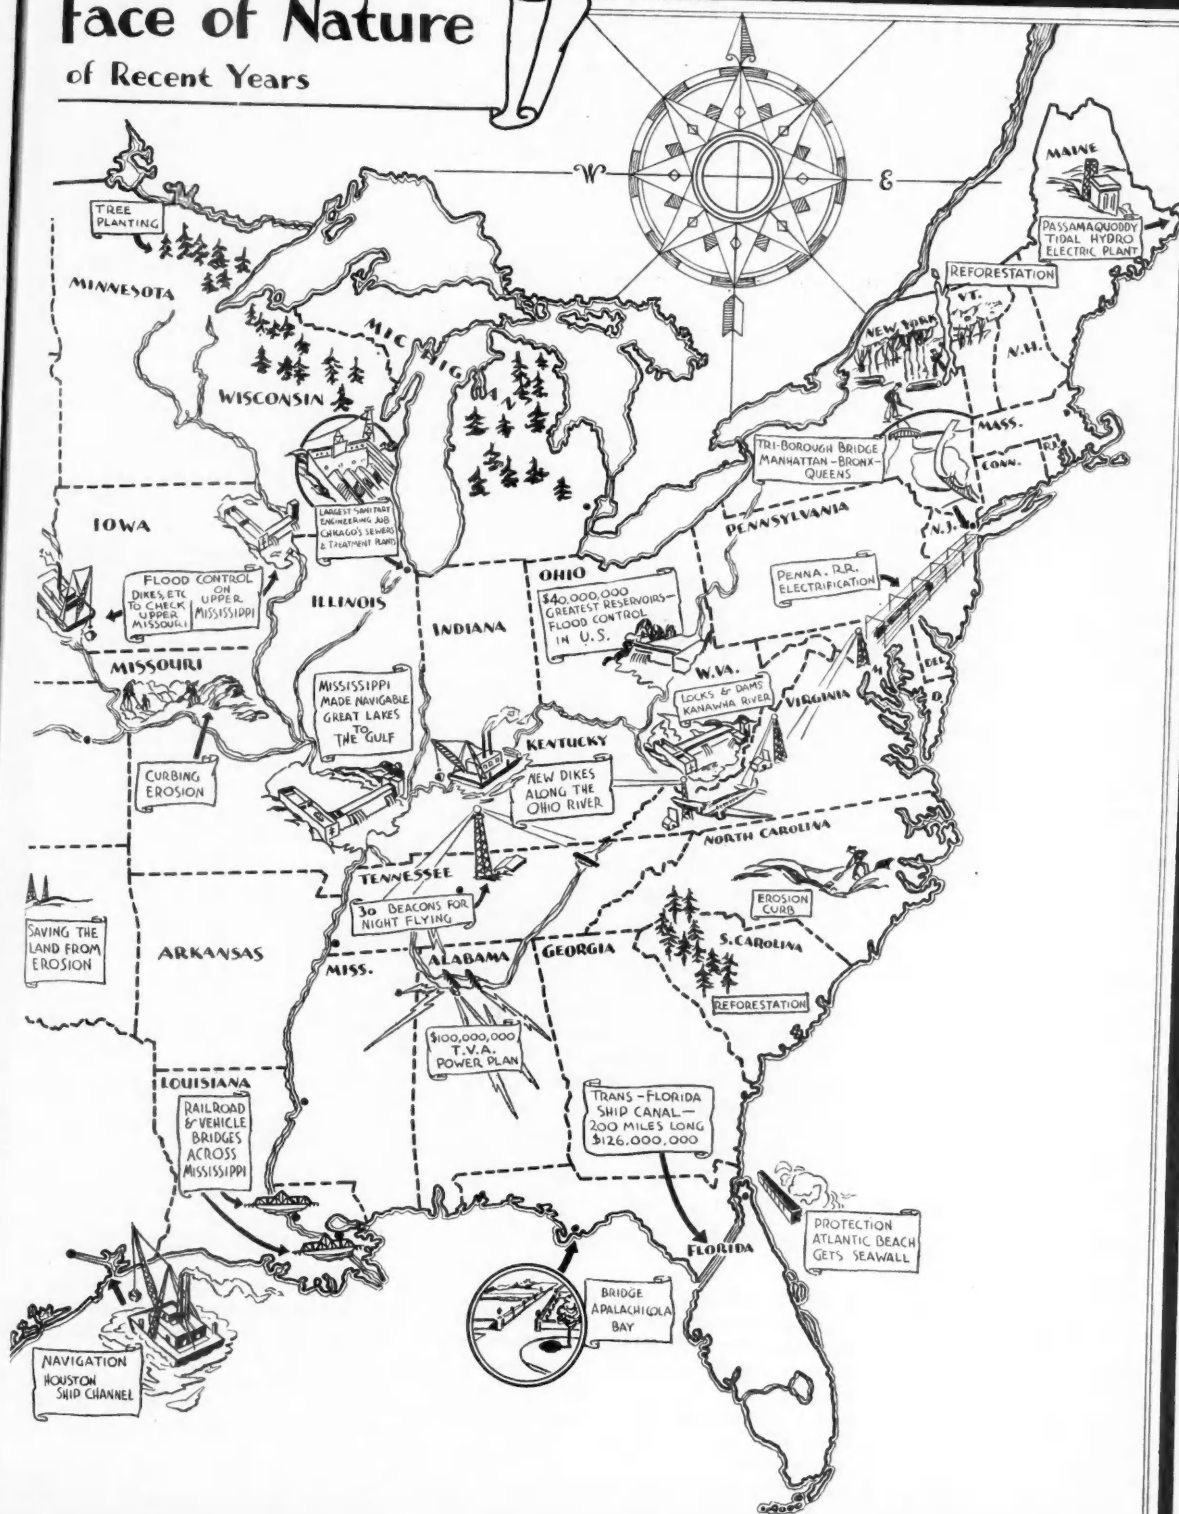 face of Nature
of Recent Years
W
E
MAINE
PASSAMAQUODDY
TIDAL HYDRO
ELECTRIC PLANT
TREE
PLANTING
MINNESOTA
REFORESTATION
VT.
NEW YORK
N.H.
MICHIGAN
WISCONSIN
MASS.
CONN.
R.I.
TRI-BOROUGH BRIDGE
MANHATTAN-BRONX-
QUEENS
LARGEST SANITARY
ENGINEERING JOB
CHICAGO'S SEWERS
& TREATMENT PLANTS
IOWA
PENNSYLVANIA
N.J.
FLOOD CONTROL
DIKES, ETC
TO CHECK
UPPER
MISSOURI
ON
UPPER
MISSISSIPPI
ILLINOIS
INDIANA
OHIO
$40,000,000
GREATEST RESERVOIRS—
FLOOD CONTROL
IN U.S.
PENNA. R.R.
ELECTRIFICATION
MISSOURI
W.VA.
LOCKS & DAMS
KANAWHA RIVER
VIRGINIA
M
D.
DEL.
MISSISSIPPI
MADE NAVIGABLE
GREAT LAKES
TO
THE GULF
KENTUCKY
CURBING
EROSION
NEW DIKES
ALONG THE
OHIO RIVER
NORTH CAROLINA
TENNESSEE
30 BEACONS FOR
NIGHT FLYING
EROSION
CURB
SAVING THE
LAND FROM
EROSION
ARKANSAS
MISS.
ALABAMA
GEORGIA
S. CAROLINA
REFORESTATION
$100,000,000
T.V.A.
POWER PLAN
LOUISIANA
RAILROAD
& VEHICLE
BRIDGES
ACROSS
MISSISSIPPI
TRANS-FLORIDA
SHIP CANAL—
200 MILES LONG
$126,000,000
PROTECTION
ATLANTIC BEACH
GETS SEAWALL
FLORIDA
BRIDGE
APALACHICOLA
BAY
NAVIGATION
HOUSTON
SHIP CHANNEL